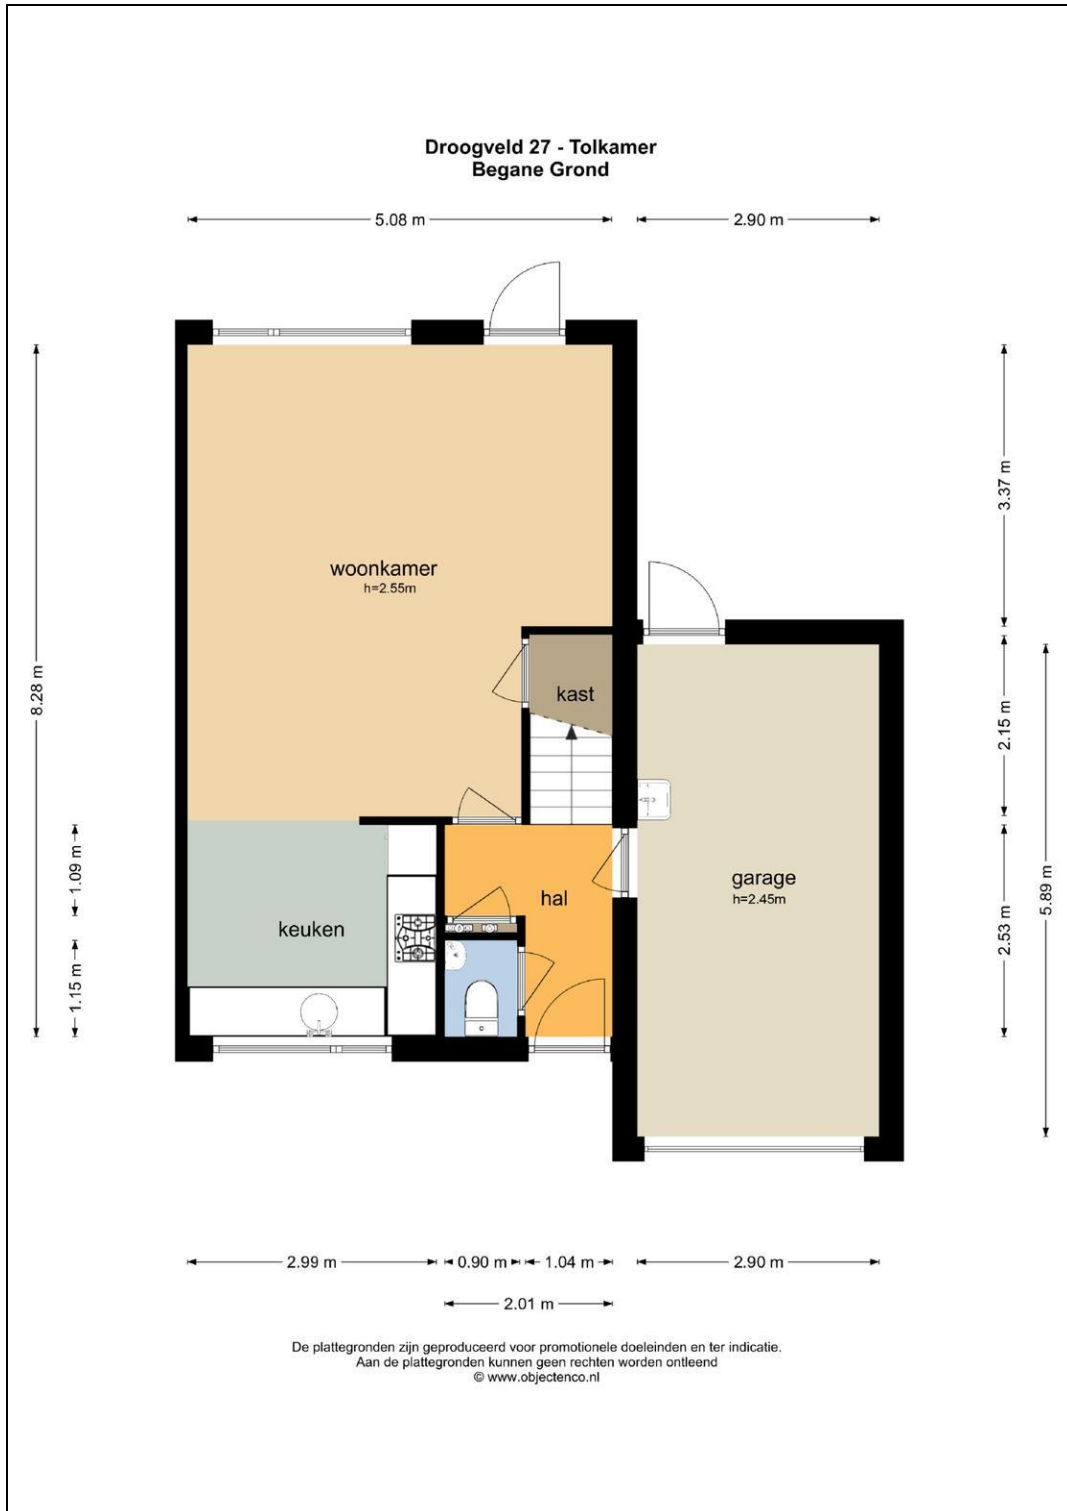 Droogveld 27 - Tolkamer
Begane Grond
5.08 m
2.90 m
8.28 m
3.37 m
woonkamer
h=2.55m
kast
2.15 m
1.09 m
garage
h=2.45m
5.89 m
hal
keuken
2.53 m
1.15 m
2.99 m
0.90 m
1.04 m
2.90 m
2.01 m
De plattegronden zijn geproduceerd voor promotionele doeleinden en ter indicatie.
Aan de plattegronden kunnen geen rechten worden ontleend
© www.objectenco.nl